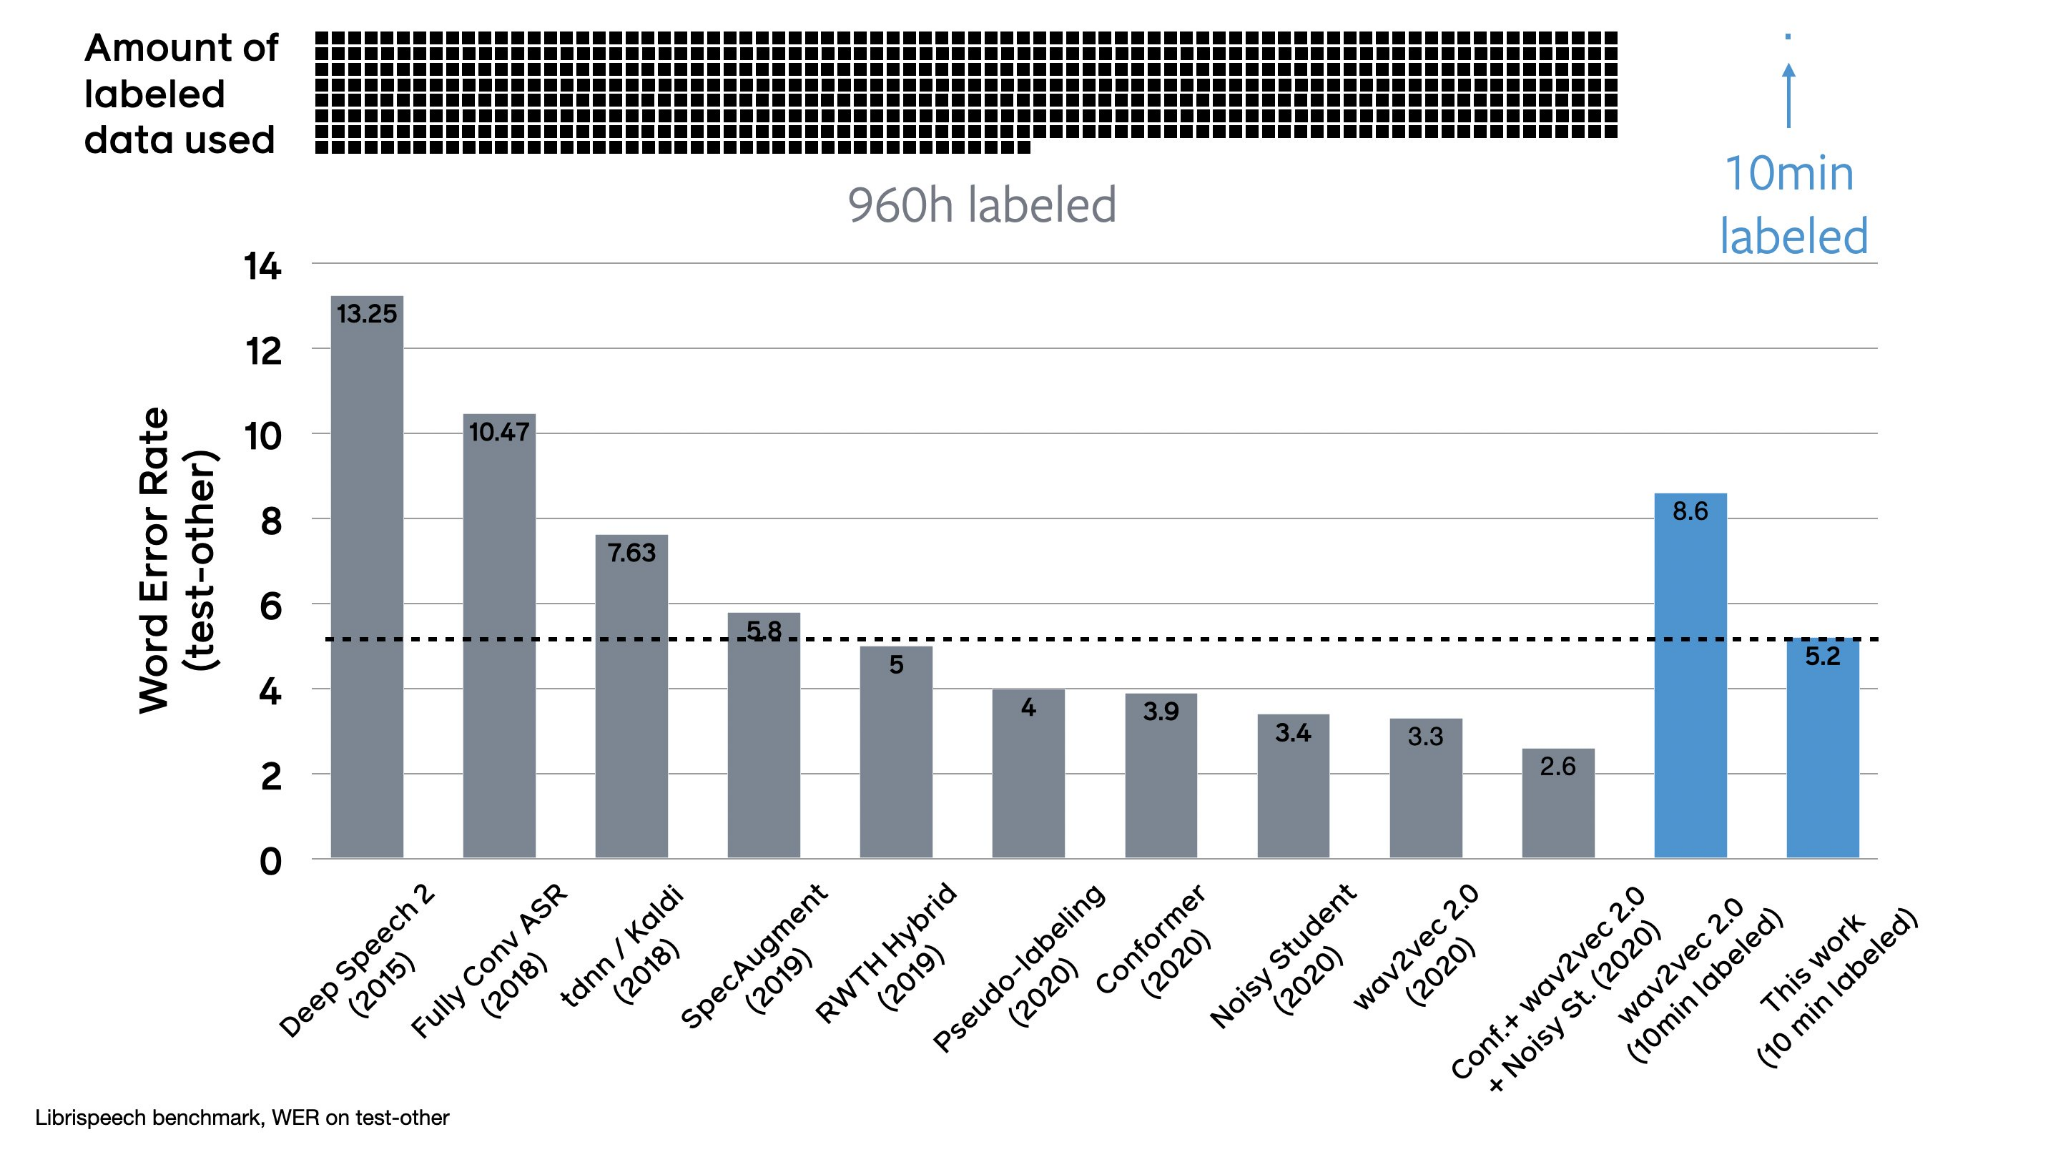 Amount of
labeled
data used
960h labeled
10min
labeled
Word Error Rate
(test-other)
14
12
10
8
6
4
2
0
13.25
10.47
7.63
5.8
5
4
3.9
3.4
3.3
2.6
8.6
5.2
Deep Speech 2
(2015)
Fully Conv ASR
(2018)
tdnn / Kaldi
(2018)
SpecAugment
(2019)
RWTH Hybrid
(2019)
Pseudo-labeling
(2020)
Conformer
(2020)
Noisy Student
(2020)
wav2vec 2.0
(2020)
Conf.+ wav2vec 2.0
+ Noisy St. (2020)
wav2vec 2.0
(10min labeled)
This work
(10 min labeled)
Librispeech benchmark, WER on test-other